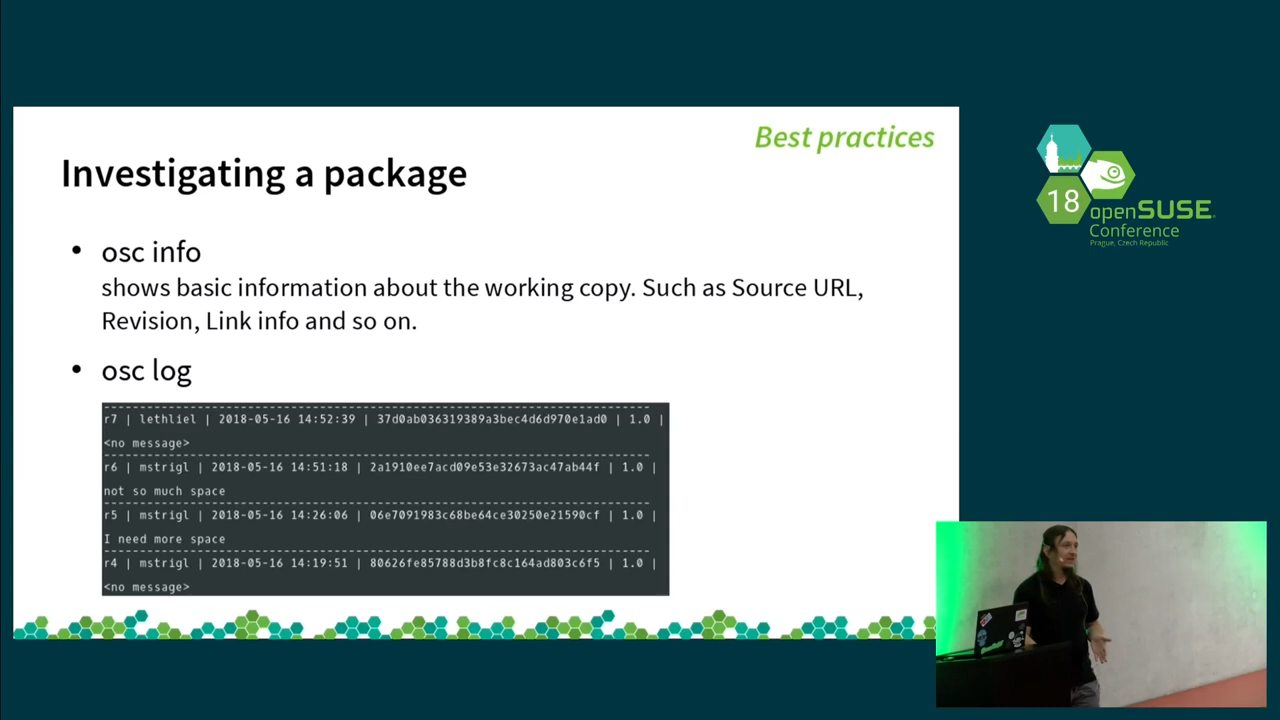 Best practices
Investigating a package
• osc info
shows basic information about the working copy. Such as Source URL,
Revision, Link info and so on.
• osc log
r7 | lethliel | 2018-05-16 14:52:39 | 37d0ab036319389a3bec4d6d970e1ad0 | 1.0 |
<no message>
r6 | mstrigl | 2018-05-16 14:51:18 | 2a1910ee7acd09e53e32673ac47ab44f | 1.0 |
not so much space
r5 | mstrigl | 2018-05-16 14:26:06 | 06e7091983c68be64ce30250e21590cf | 1.0 |
I need more space
r4 | mstrigl | 2018-05-16 14:19:51 | 80626fe85788d3b8fc8c164ad803c6f5 | 1.0 |
<no message>
18
openSUSE
Conference
Prague, Czech Republic